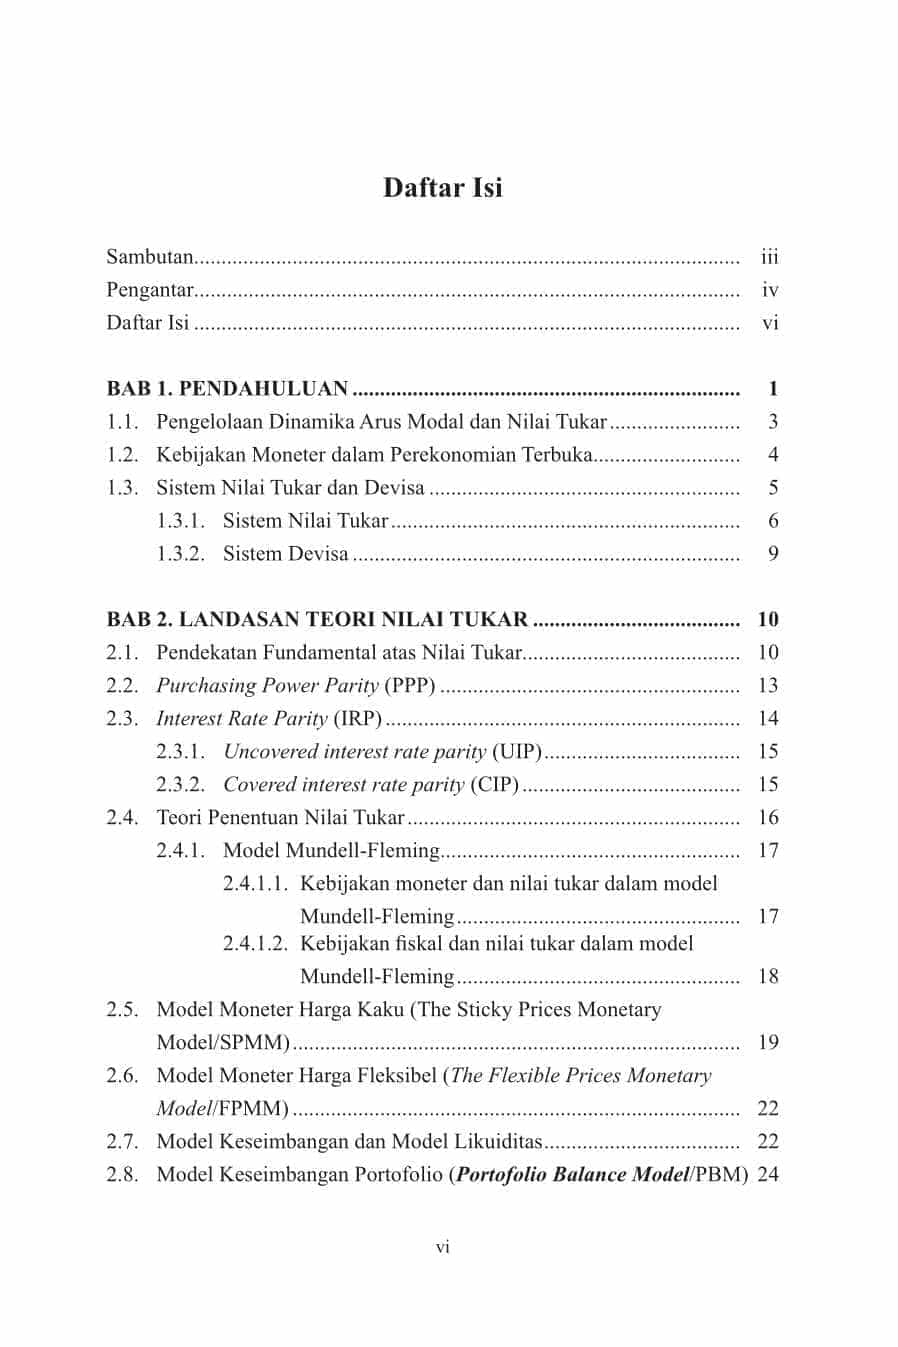 Daftar Isi
Sambutan.................................................................................................... iii
Pengantar.................................................................................................... iv
Daftar Isi .................................................................................................... vi
BAB 1. PENDAHULUAN ....................................................................... 1
1.1. Pengelolaan Dinamika Arus Modal dan Nilai Tukar........................ 3
1.2. Kebijakan Moneter dalam Perekonomian Terbuka........................... 4
1.3. Sistem Nilai Tukar dan Devisa ......................................................... 5
1.3.1. Sistem Nilai Tukar................................................................ 6
1.3.2. Sistem Devisa ....................................................................... 9
BAB 2. LANDASAN TEORI NILAI TUKAR ...................................... 10
2.1. Pendekatan Fundamental atas Nilai Tukar........................................ 10
2.2. Purchasing Power Parity (PPP) ....................................................... 13
2.3. Interest Rate Parity (IRP) ................................................................. 14
2.3.1. Uncovered interest rate parity (UIP).................................... 15
2.3.2. Covered interest rate parity (CIP)........................................ 15
2.4. Teori Penentuan Nilai Tukar............................................................. 16
2.4.1. Model Mundell-Fleming....................................................... 17
2.4.1.1. Kebijakan moneter dan nilai tukar dalam model
Mundell-Fleming.................................................... 17
2.4.1.2. Kebijakan fiskal dan nilai tukar dalam model
Mundell-Fleming.................................................... 18
2.5. Model Moneter Harga Kaku (The Sticky Prices Monetary
Model/SPMM).................................................................................. 19
2.6. Model Moneter Harga Fleksibel (The Flexible Prices Monetary
Model/FPMM) .................................................................................. 22
2.7. Model Keseimbangan dan Model Likuiditas.................................... 22
2.8. Model Keseimbangan Portofolio (Portofolio Balance Model/PBM) 24
vi